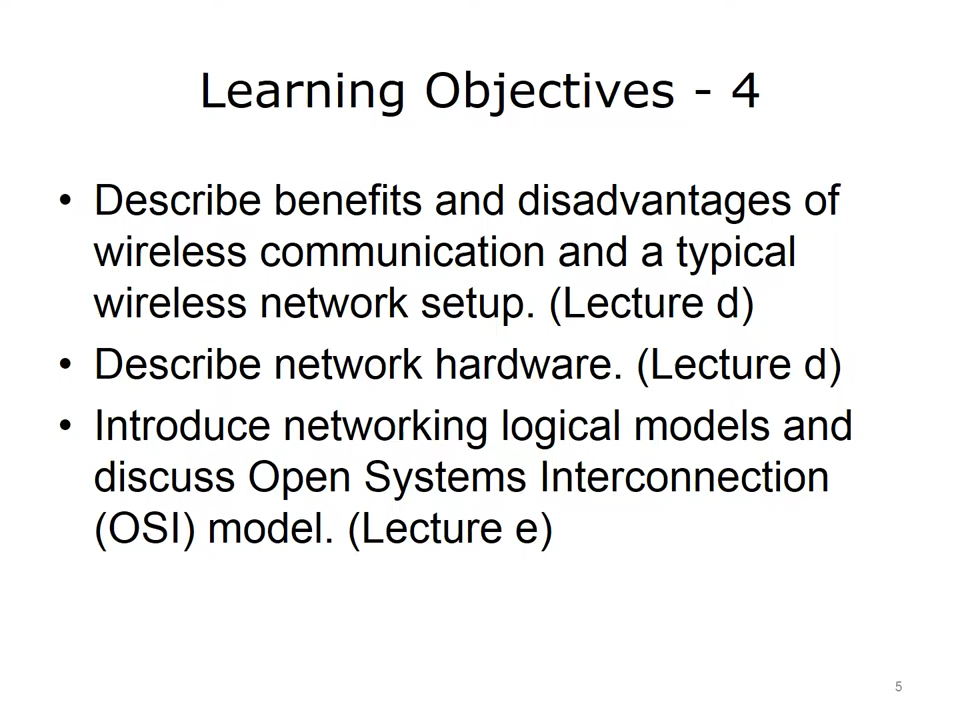 Learning Objectives - 4
• Describe benefits and disadvantages of
wireless communication and a typical
wireless network setup. (Lecture d)
• Describe network hardware. (Lecture d)
• Introduce networking logical models and
discuss Open Systems Interconnection
(OSI) model. (Lecture e)
5